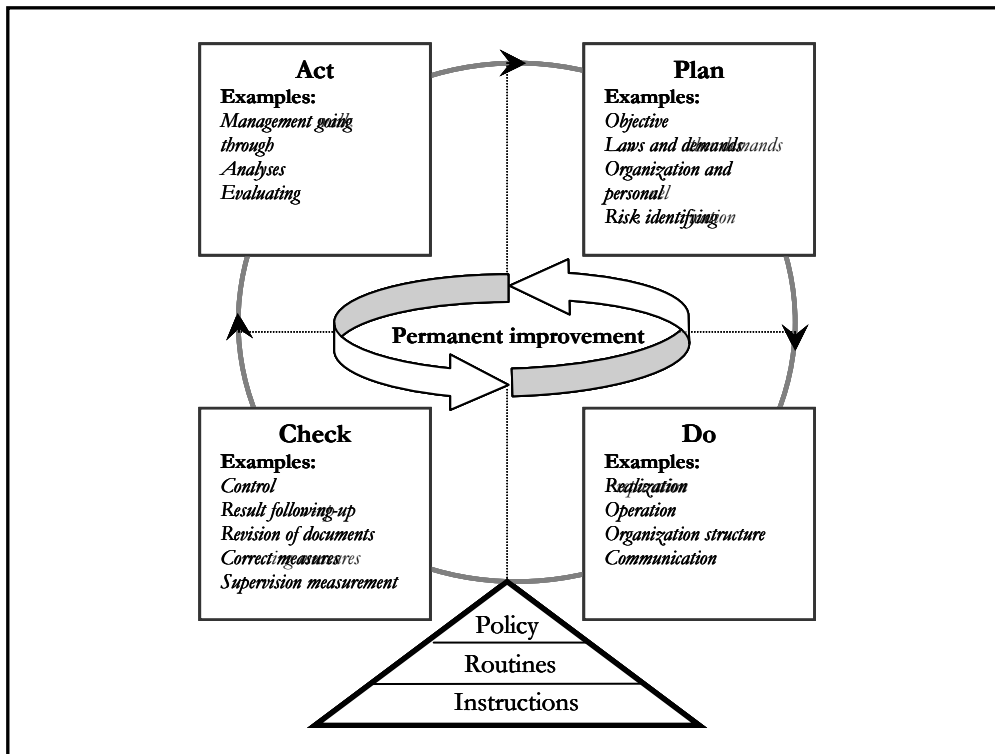 Act
Examples:
Management going
through
Analyses
Evaluating
Plan
Examples:
Objective
Laws and demands
Organization and
personal
Risk identifying
Permanent improvement
Check
Examples:
Control
Result following-up
Revision of documents
Correct measures
Supervision measurement
Do
Examples:
Realization
Operation
Organization structure
Communication
Policy
Routines
Instructions